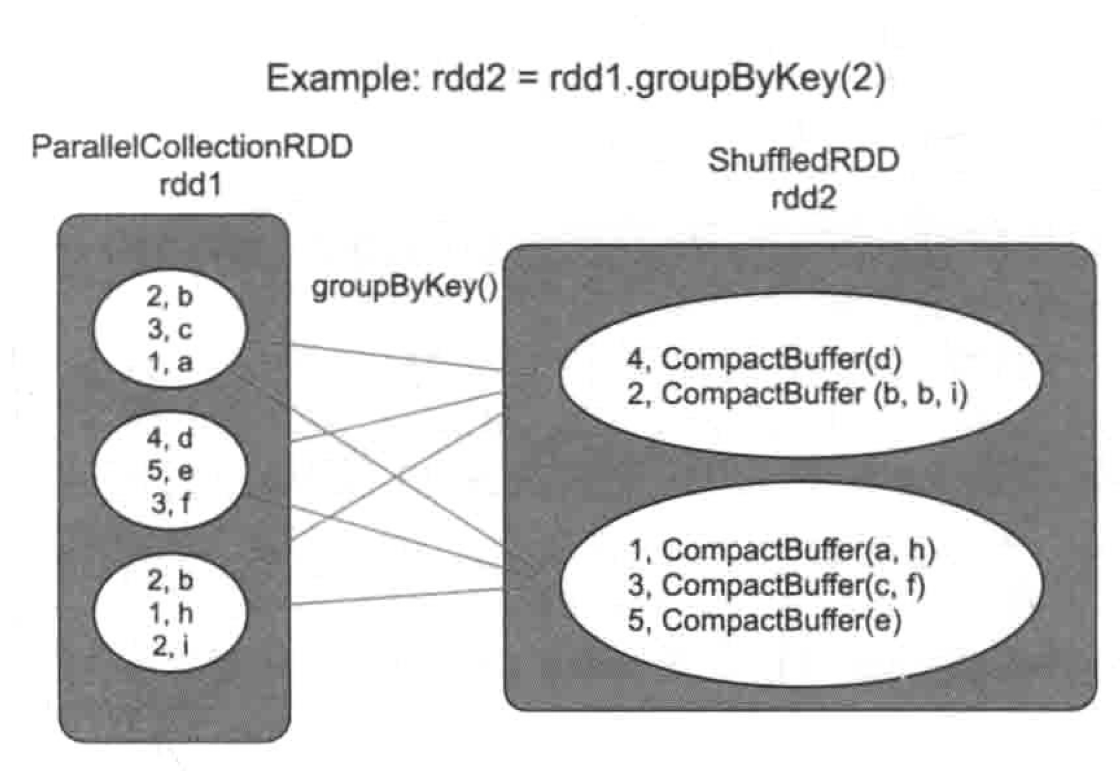 Example: rdd2 = rdd1.groupByKey(2)
ParallelCollectionRDD
rdd1
ShuffledRDD
rdd2
groupByKey()
2, b
3, c
1, a
4, d
5, e
3, f
2, b
1, h
2, i
4, CompactBuffer(d)
2, CompactBuffer (b, b, i)
1, CompactBuffer(a, h)
3, CompactBuffer(c, f)
5, CompactBuffer(e)